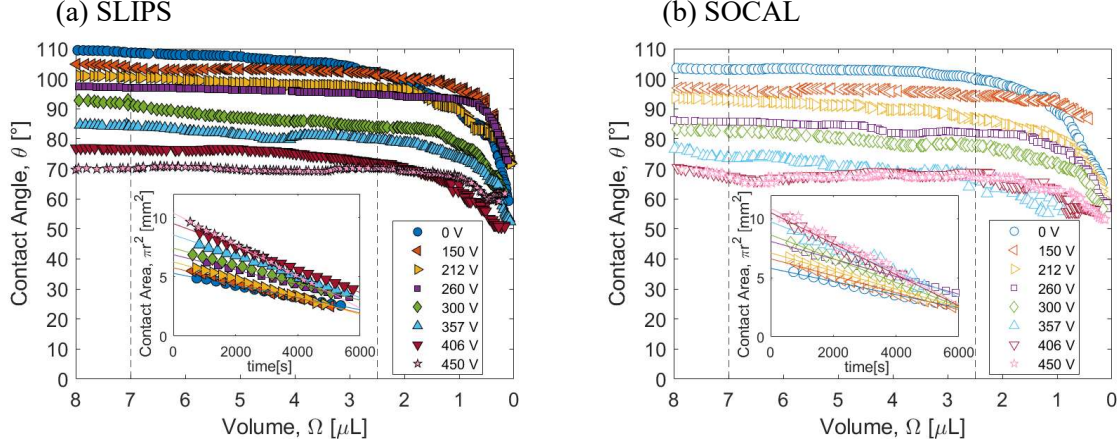 (a) SLIPS
110
100
90
80
70
60
50
40
30
20
10
0
Contact Angle, θ [°]
8 7 6 5 4 3 2 1 0
Volume, Ω [μL]
Contact Area, πr² [mm²]
10
5
0
0 2000 4000 6000
time[s]
0 V
150 V
212 V
260 V
300 V
357 V
406 V
450 V
(b) SOCAL
110
100
90
80
70
60
50
40
30
20
10
0
Contact Angle, θ [°]
8 7 6 5 4 3 2 1 0
Volume, Ω [μL]
Contact Area, πr² [mm²]
10
5
0
0 2000 4000 6000
time[s]
0 V
150 V
212 V
260 V
300 V
357 V
406 V
450 V